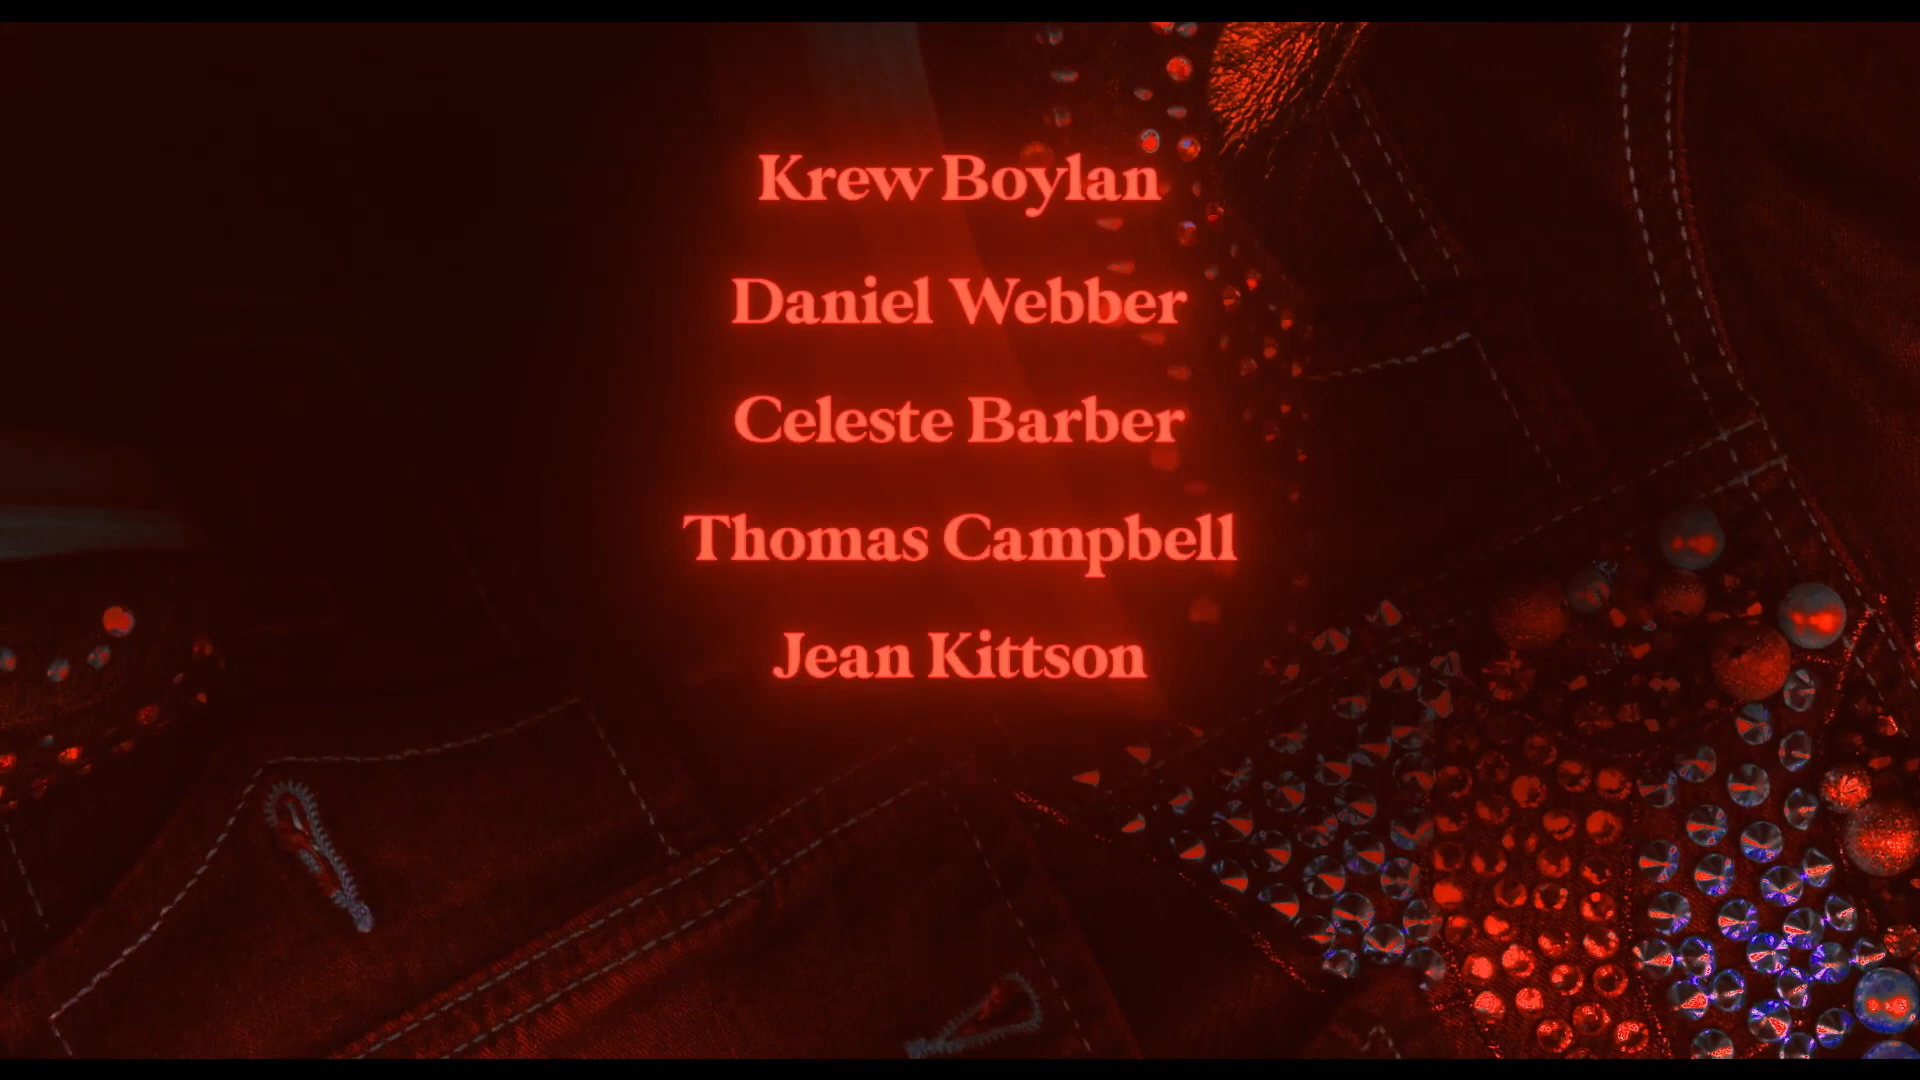 Krew Boylan
Daniel Webber
Celeste Barber
Thomas Campbell
Jean Kittson